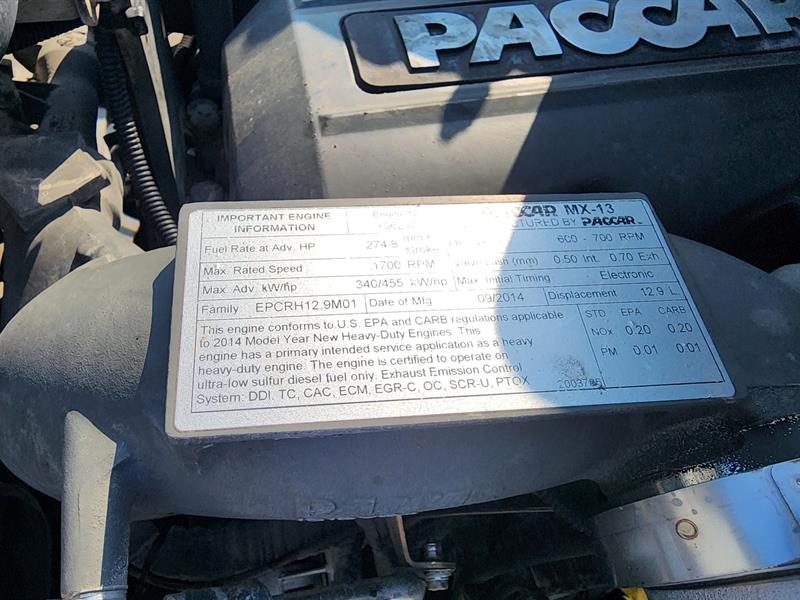 PACCAR
IMPORTANT ENGINE INFORMATION
PACCAR MX-13
BY PACCAR
Fuel Rate at Adv. HP 274.8 mm3/ stroke 600 - 700 RPM
Max. Rated Speed 1700 RPM Valve Lash (mm) 0.50 Int. 0.70 Exh
Max. Adv. kW/hp 340/455 kW/hp Max. Initial Timing Electronic
Family EPCRH12.9M01 Date of Mfg 09/2014 Displacement 12.9 L
This engine conforms to U.S. EPA and CARB regulations applicable
to 2014 Model Year New Heavy-Duty Engines. This
engine has a primary intended service application as a heavy
heavy-duty engine. The engine is certified to operate on
ultra-low sulfur diesel fuel only. Exhaust Emission Control
System: DDI, TC, CAC, ECM, EGR-C, OC, SCR-U, PTOX
STD EPA CARB
NOx 0.20 0.20
PM 0.01 0.01